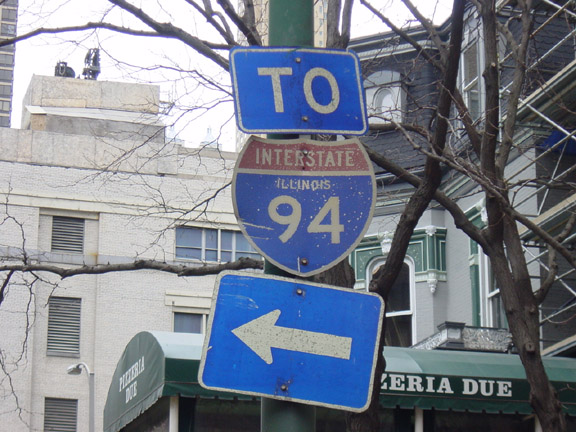 TO
INTERSTATE
ILLINOIS
94
PIZZERIA
DUE
ZERIA DUE